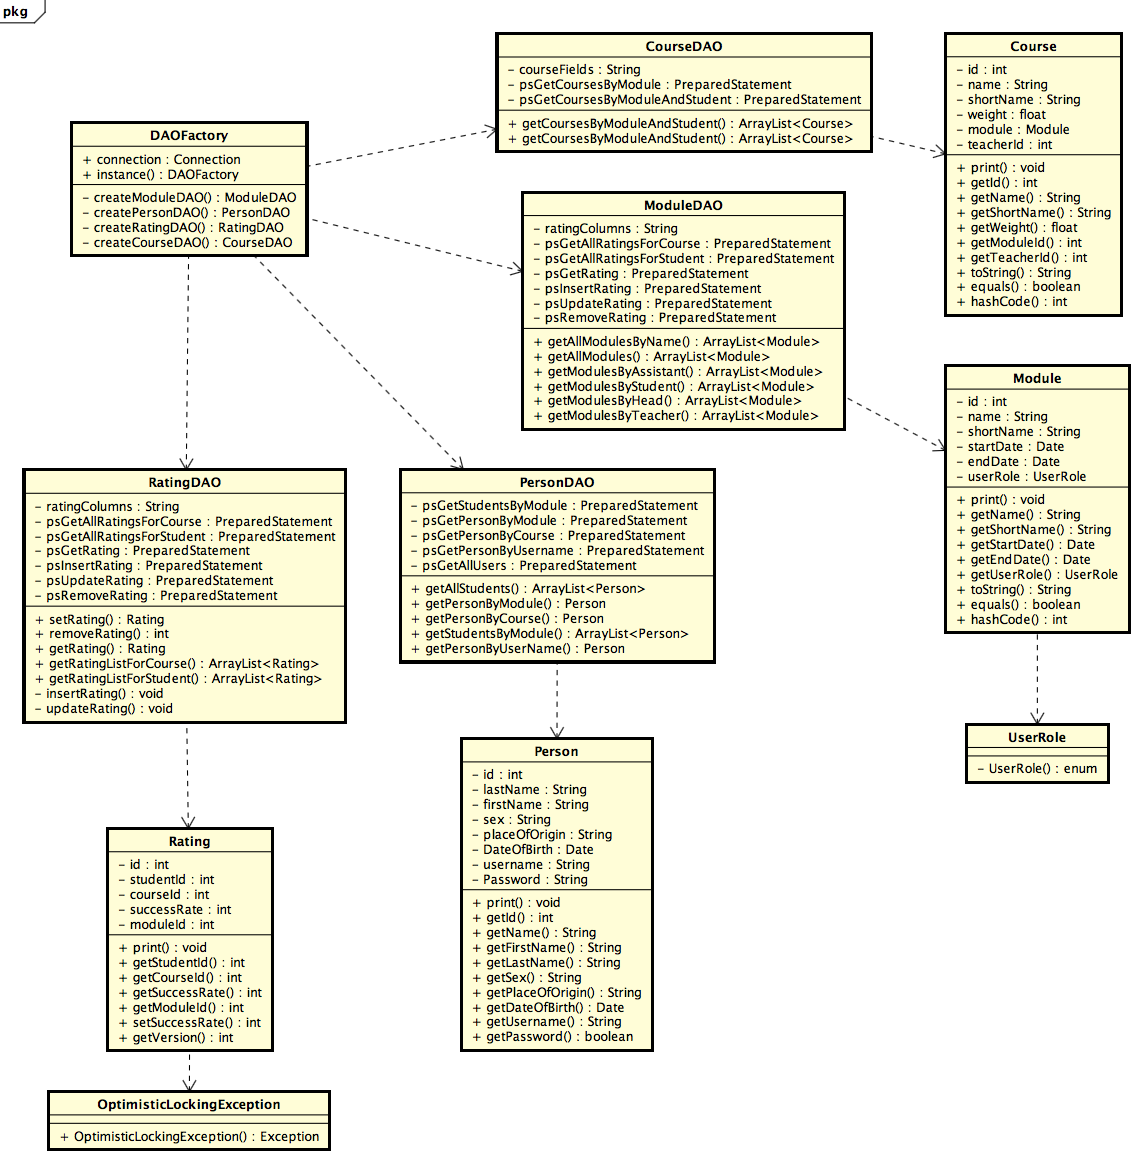 pkg
CourseDAO
- courseFields : String
- psGetCoursesByModule : PreparedStatement
- psGetCoursesByModuleAndStudent : PreparedStatement
+ getCoursesByModuleAndStudent() : ArrayList<Course>
+ getCoursesByModuleAndStudent() : ArrayList<Course>
Course
- id : int
- name : String
- shortName : String
- weight : float
- module : Module
- teacherId : int
+ print() : void
+ getId() : int
+ getName() : String
+ getShortName() : String
+ getWeight() : float
+ getModuleId() : int
+ getTeacherId() : int
+ toString() : String
+ equals() : boolean
+ hashCode() : int
DAOFactory
+ connection : Connection
+ instance() : DAOFactory
- createModuleDAO() : ModuleDAO
- createPersonDAO() : PersonDAO
- createRatingDAO() : RatingDAO
- createCourseDAO() : CourseDAO
ModuleDAO
- ratingColumns : String
- psGetAllRatingsForCourse : PreparedStatement
- psGetAllRatingsForStudent : PreparedStatement
- psGetRating : PreparedStatement
- psInsertRating : PreparedStatement
- psUpdateRating : PreparedStatement
- psRemoveRating : PreparedStatement
+ getAllModulesByName() : ArrayList<Module>
+ getAllModules() : ArrayList<Module>
+ getModulesByAssistant() : ArrayList<Module>
+ getModulesByStudent() : ArrayList<Module>
+ getModulesByHead() : ArrayList<Module>
+ getModulesByTeacher() : ArrayList<Module>
Module
- id : int
- name : String
- shortName : String
- startDate : Date
- endDate : Date
- userRole : UserRole
+ print() : void
+ getName() : String
+ getShortName() : String
+ getStartDate() : Date
+ getEndDate() : Date
+ getUserRole() : UserRole
+ toString() : String
+ equals() : boolean
+ hashCode() : int
RatingDAO
- ratingColumns : String
- psGetAllRatingsForCourse : PreparedStatement
- psGetAllRatingsForStudent : PreparedStatement
- psGetRating : PreparedStatement
- psInsertRating : PreparedStatement
- psUpdateRating : PreparedStatement
- psRemoveRating : PreparedStatement
+ setRating() : Rating
+ removeRating() : int
+ getRating() : Rating
+ getRatingListForCourse() : ArrayList<Rating>
+ getRatingListForStudent() : ArrayList<Rating>
- insertRating() : void
- updateRating() : void
PersonDAO
- psGetStudentsByModule : PreparedStatement
- psGetPersonByModule : PreparedStatement
- psGetPersonByCourse : PreparedStatement
- psGetPersonByUsername : PreparedStatement
- psGetAllUsers : PreparedStatement
+ getAllStudents() : ArrayList<Person>
+ getPersonByModule() : Person
+ getPersonByCourse() : Person
+ getStudentsByModule() : ArrayList<Person>
+ getPersonByUserName() : Person
UserRole
- UserRole() : enum
Person
- id : int
- lastName : String
- firstName : String
- sex : String
- placeOfOrigin : String
- DateOfBirth : Date
- username : String
- Password : String
+ print() : void
+ getId() : int
+ getName() : String
+ getFirstName() : String
+ getLastName() : String
+ getSex() : String
+ getPlaceOfOrigin() : String
+ getDateOfBirth() : Date
+ getUsername() : String
+ getPassword() : boolean
Rating
- id : int
- studentId : int
- courseId : int
- successRate : int
- moduleId : int
+ print() : void
+ getStudentId() : int
+ getCourseId() : int
+ getSuccessRate() : int
+ getModuleId() : int
+ setSuccessRate() : int
+ getVersion() : int
OptimisticLockingException
+ OptimisticLockingException() : Exception